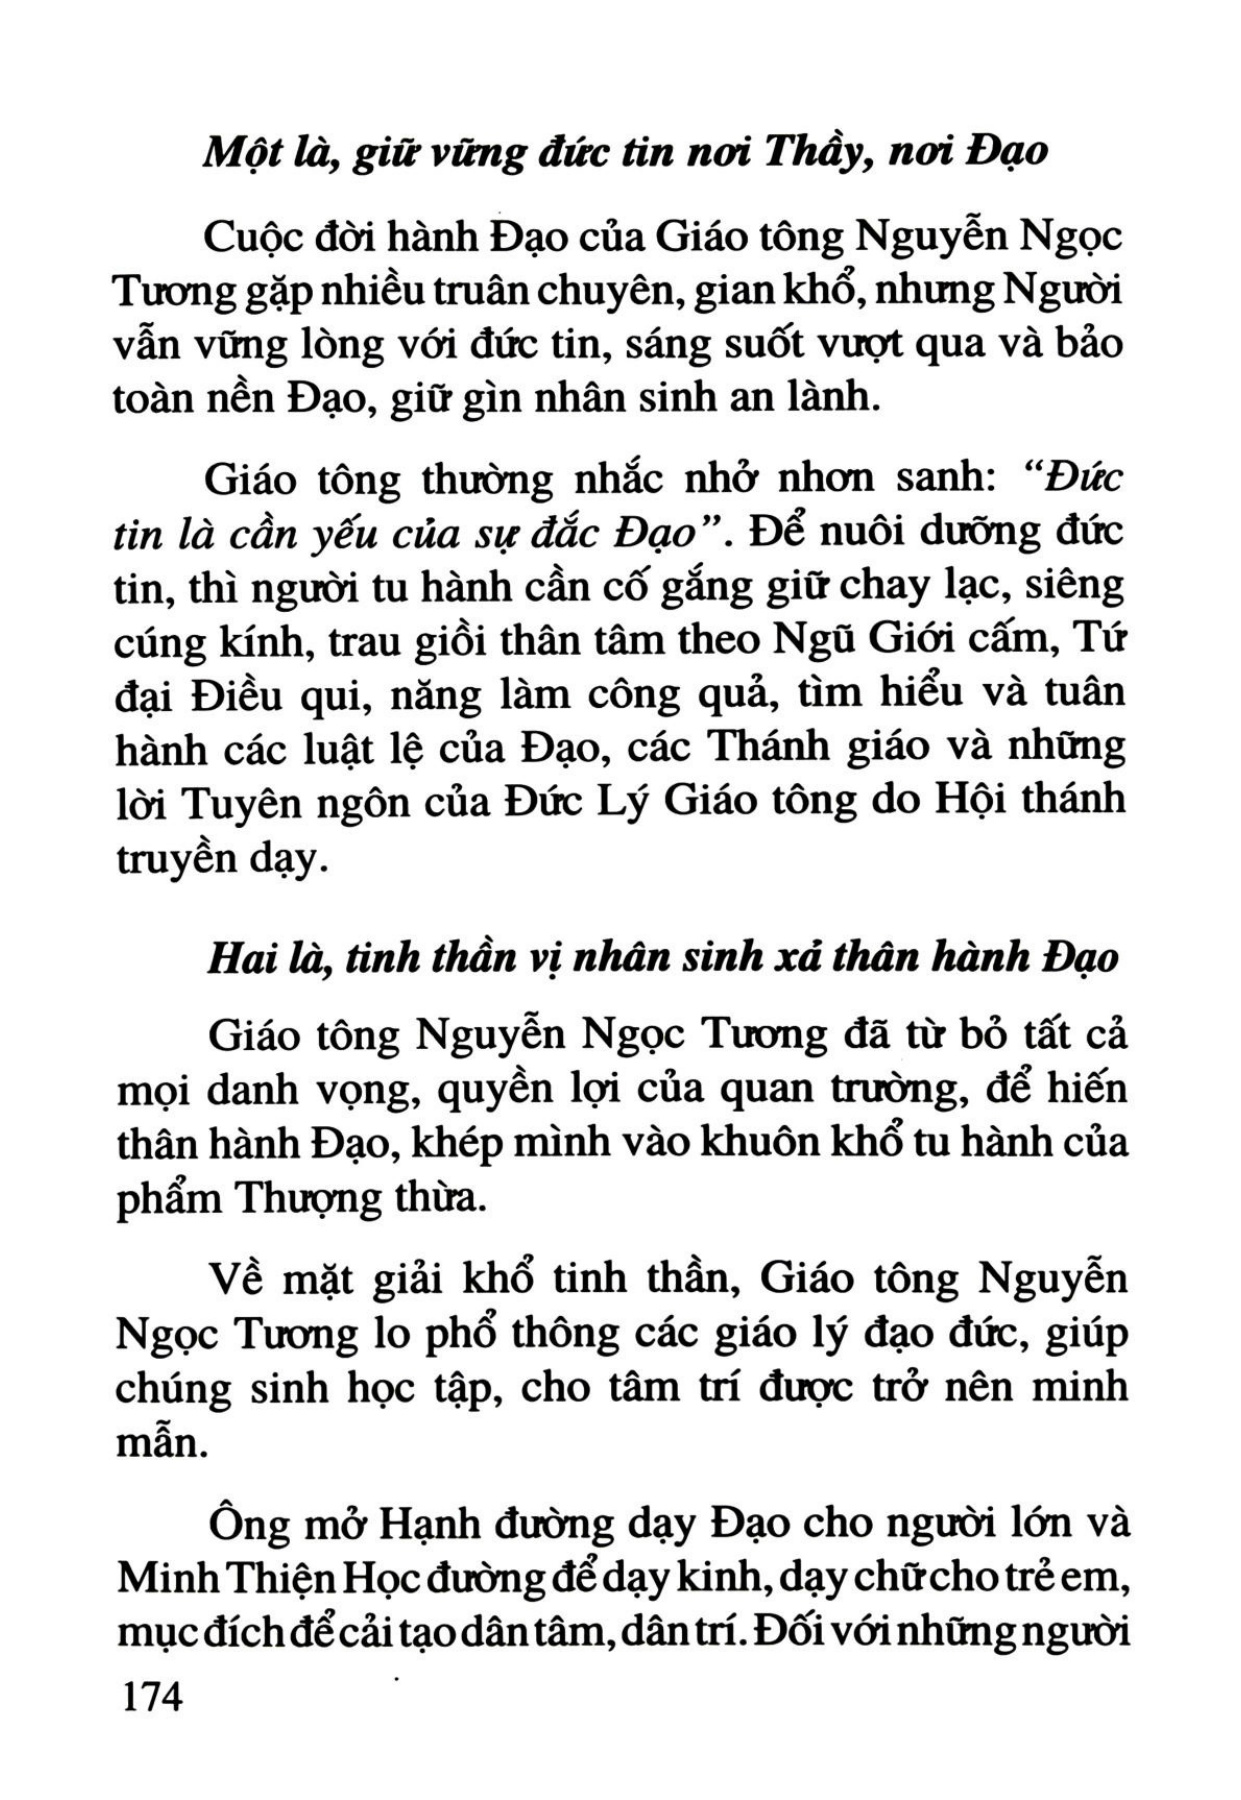 Một là, giữ vững đức tin nơi Thầy, nơi Đạo
Cuộc đời hành Đạo của Giáo tông Nguyễn Ngọc
Tương gặp nhiều truân chuyên, gian khổ, nhưng Người
vẫn vững lòng với đức tin, sáng suốt vượt qua và bảo
toàn nền Đạo, giữ gìn nhân sinh an lành.
Giáo tông thường nhắc nhở nhơn sanh: “Đức
tin là cần yếu của sự đắc Đạo”. Để nuôi dưỡng đức
tin, thì người tu hành cần cố gắng giữ chay lạc, siêng
cúng kính, trau giồi thân tâm theo Ngũ Giới cấm, Tứ
đại Điều qui, năng làm công quả, tìm hiểu và tuân
hành các luật lệ của Đạo, các Thánh giáo và những
lời Tuyên ngôn của Đức Lý Giáo tông do Hội thánh
truyền dạy.
Hai là, tinh thần vị nhân sinh xả thân hành Đạo
Giáo tông Nguyễn Ngọc Tương đã từ bỏ tất cả
mọi danh vọng, quyền lợi của quan trường, để hiến
thân hành Đạo, khép mình vào khuôn khổ tu hành của
phẩm Thượng thừa.
Về mặt giải khổ tinh thần, Giáo tông Nguyễn
Ngọc Tương lo phổ thông các giáo lý đạo đức, giúp
chúng sinh học tập, cho tâm trí được trở nên minh
mẫn.
Ông mở Hạnh đường dạy Đạo cho người lớn và
Minh Thiện Học đường để dạy kinh, dạy chữ cho trẻ em,
mục đích để cải tạo dân tâm, dân trí. Đối với những người
174